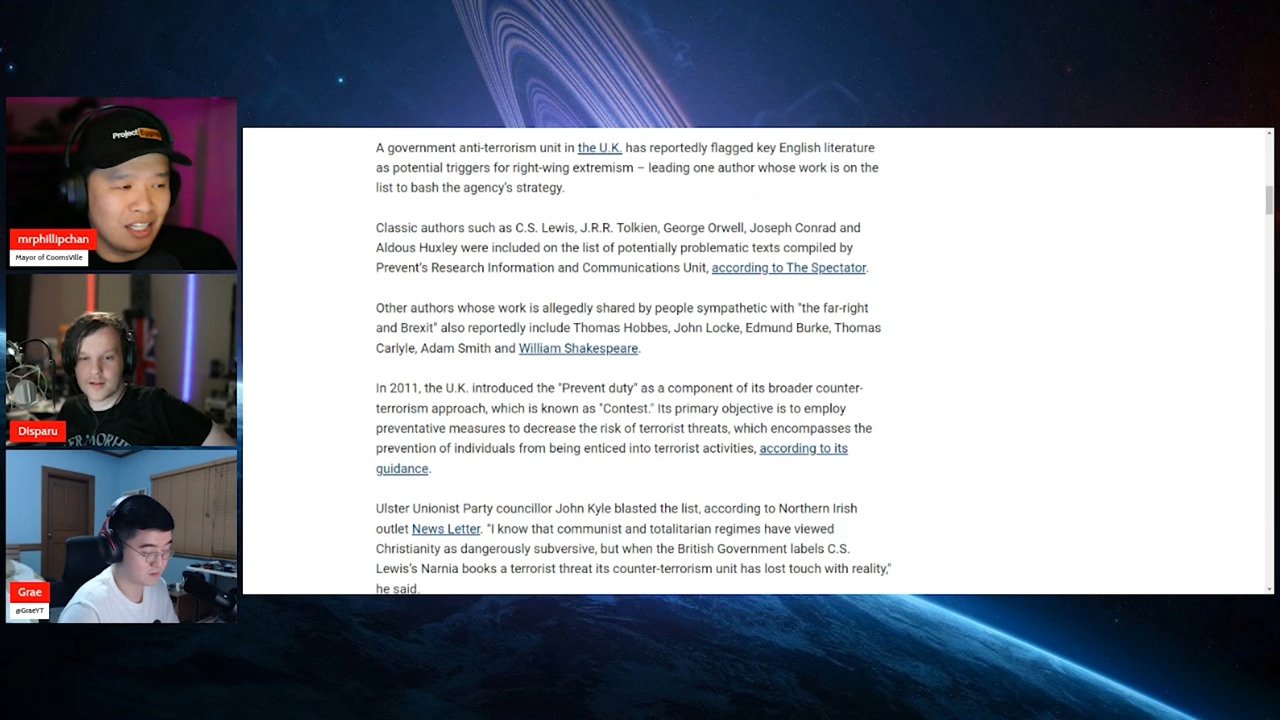 Project Egypt
mrphillipchan
Mayor of CoomsVille
Disparu
Grae
@GraeYT
A government anti-terrorism unit in the U.K. has reportedly flagged key English literature
as potential triggers for right-wing extremism – leading one author whose work is on the
list to bash the agency's strategy.
Classic authors such as C.S. Lewis, J.R.R. Tolkien, George Orwell, Joseph Conrad and
Aldous Huxley were included on the list of potentially problematic texts compiled by
Prevent's Research Information and Communications Unit, according to The Spectator.
Other authors whose work is allegedly shared by people sympathetic with "the far-right
and Brexit" also reportedly include Thomas Hobbes, John Locke, Edmund Burke, Thomas
Carlyle, Adam Smith and William Shakespeare.
In 2011, the U.K. introduced the "Prevent duty" as a component of its broader counter-
terrorism approach, which is known as "Contest." Its primary objective is to employ
preventative measures to decrease the risk of terrorist threats, which encompasses the
prevention of individuals from being enticed into terrorist activities, according to its
guidance.
Ulster Unionist Party councillor John Kyle blasted the list, according to Northern Irish
outlet News Letter. "I know that communist and totalitarian regimes have viewed
Christianity as dangerously subversive, but when the British Government labels C.S.
Lewis's Narnia books a terrorist threat its counter-terrorism unit has lost touch with reality,"
he said.